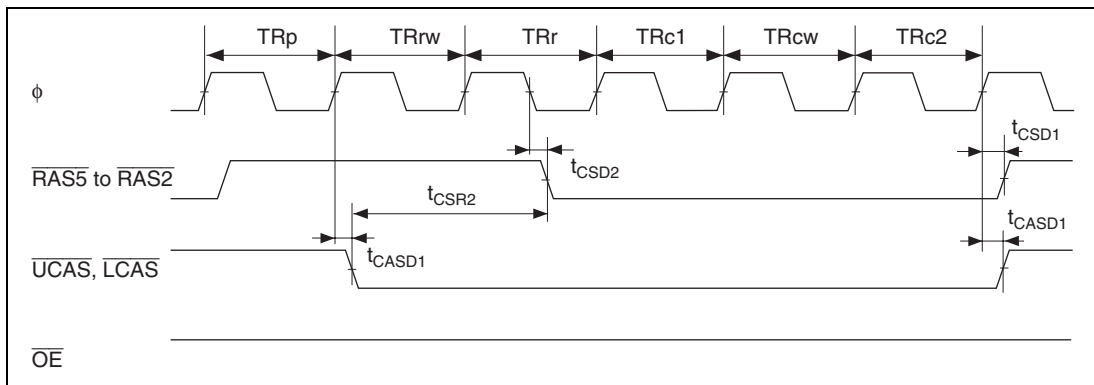 TRp TRrw TRr TRc1 TRcw TRc2
ϕ
tCSD1
RAS5 to RAS2
tCSD2
tCSR2
tCASD1
UCAS, LCAS
tCASD1
OE